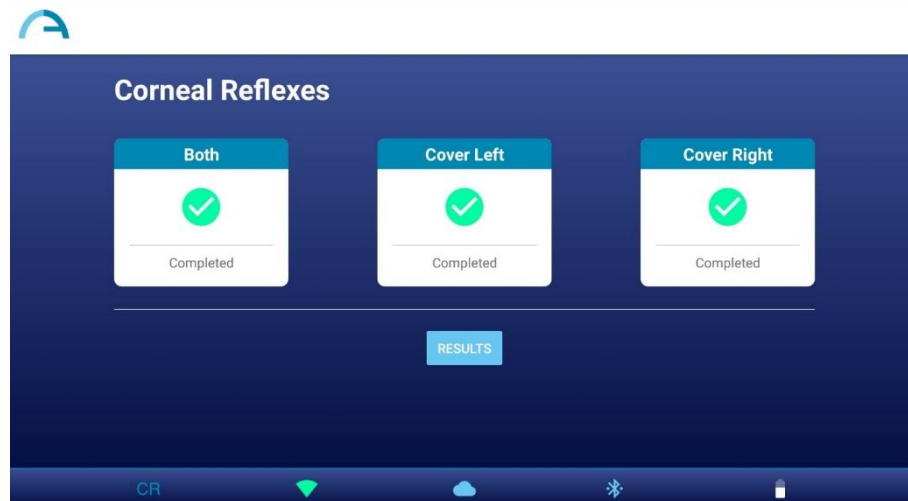 Corneal Reflexes
Both
Cover Left
Cover Right
Completed
Completed
Completed
RESULTS
CR